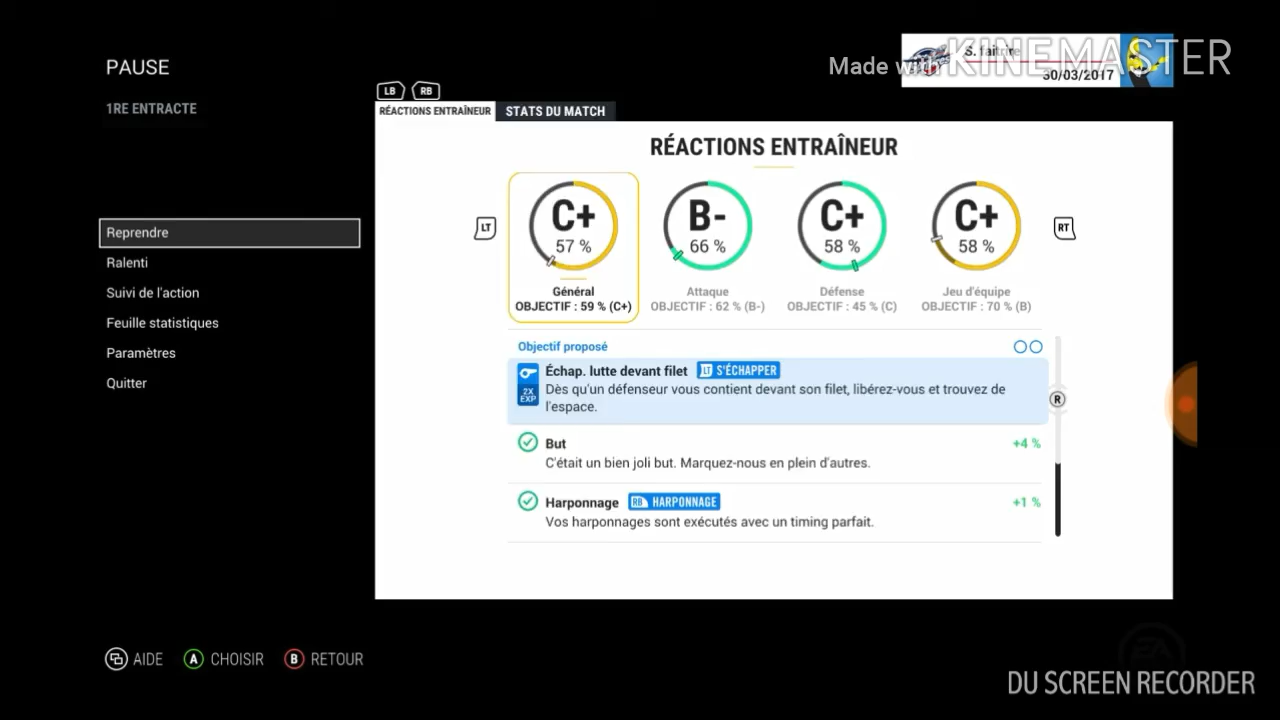 PAUSE
1RE ENTRACTE
S. faitrire
30/03/2017
Made with KINEMASTER
LB RB
RÉACTIONS ENTRAÎNEUR STATS DU MATCH
Reprendre
Ralenti
Suivi de l'action
Feuille statistiques
Paramètres
Quitter
RÉACTIONS ENTRAÎNEUR
LT RT
C+ B- C+ C+
57 % 66 % 58 % 58 %
Général Attaque Défense Jeu d'équipe
OBJECTIF : 59 % (C+) OBJECTIF : 62 % (B-) OBJECTIF : 45 % (C) OBJECTIF : 70 % (B)
Objectif proposé
Échap. lutte devant filet LT S'ÉCHAPPER
2X EXP
Dès qu'un défenseur vous contient devant son filet, libérez-vous et trouvez de
l'espace.
R
But +4 %
C'était un bien joli but. Marquez-nous en plein d'autres.
Harponnage RB HARPONNAGE +1 %
Vos harponnages sont exécutés avec un timing parfait.
AIDE A CHOISIR B RETOUR
EA
DU SCREEN RECORDER